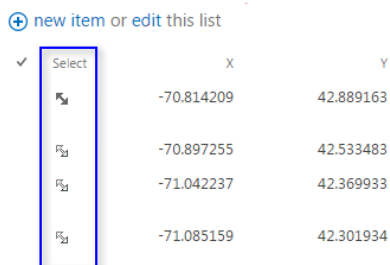 new item or edit this list
Select X Y
-70.814209 42.889163
-70.897255 42.533483
-71.042237 42.369933
-71.085159 42.301934